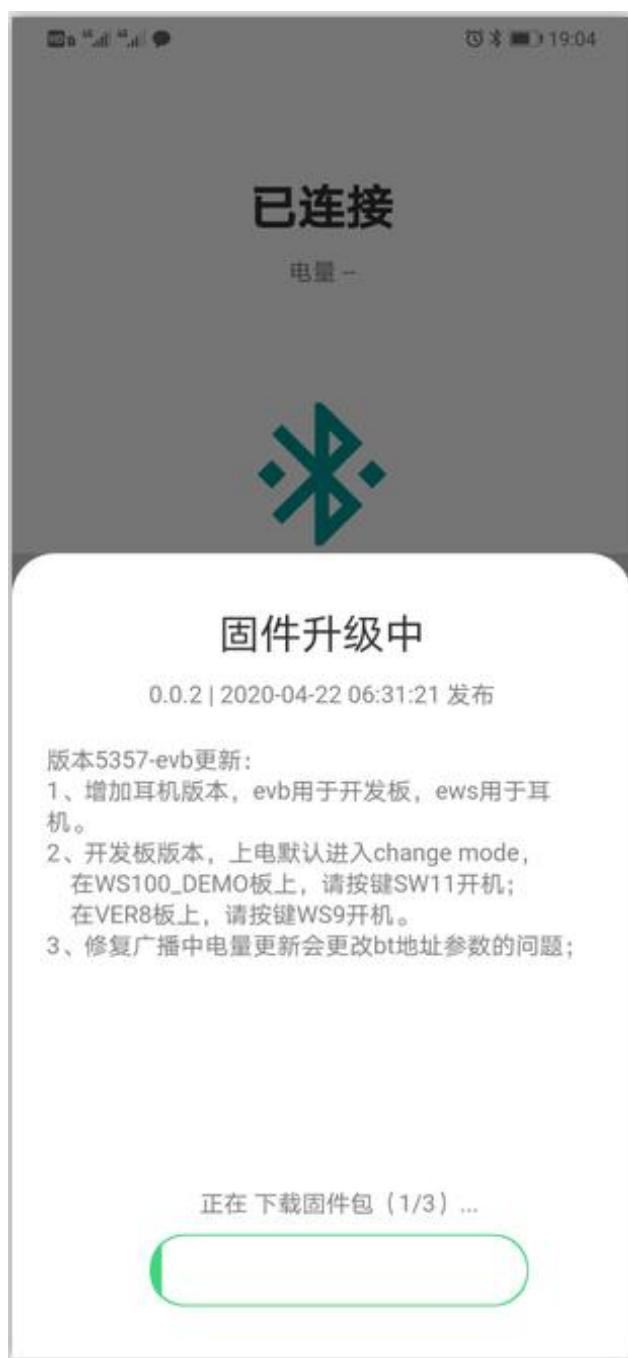 19:04
已连接
电量 --
固件升级中
0.0.2 | 2020-04-22 06:31:21 发布
版本5357-evb更新:
1、增加耳机版本，evb用于开发板，ews用于耳
机。
2、开发板版本，上电默认进入change mode，
在WS100_DEMO板上，请按键SW11开机；
在VER8板上，请按键WS9开机。
3、修复广播中电量更新会更改bt地址参数的问题；
正在 下载固件包（1/3）...